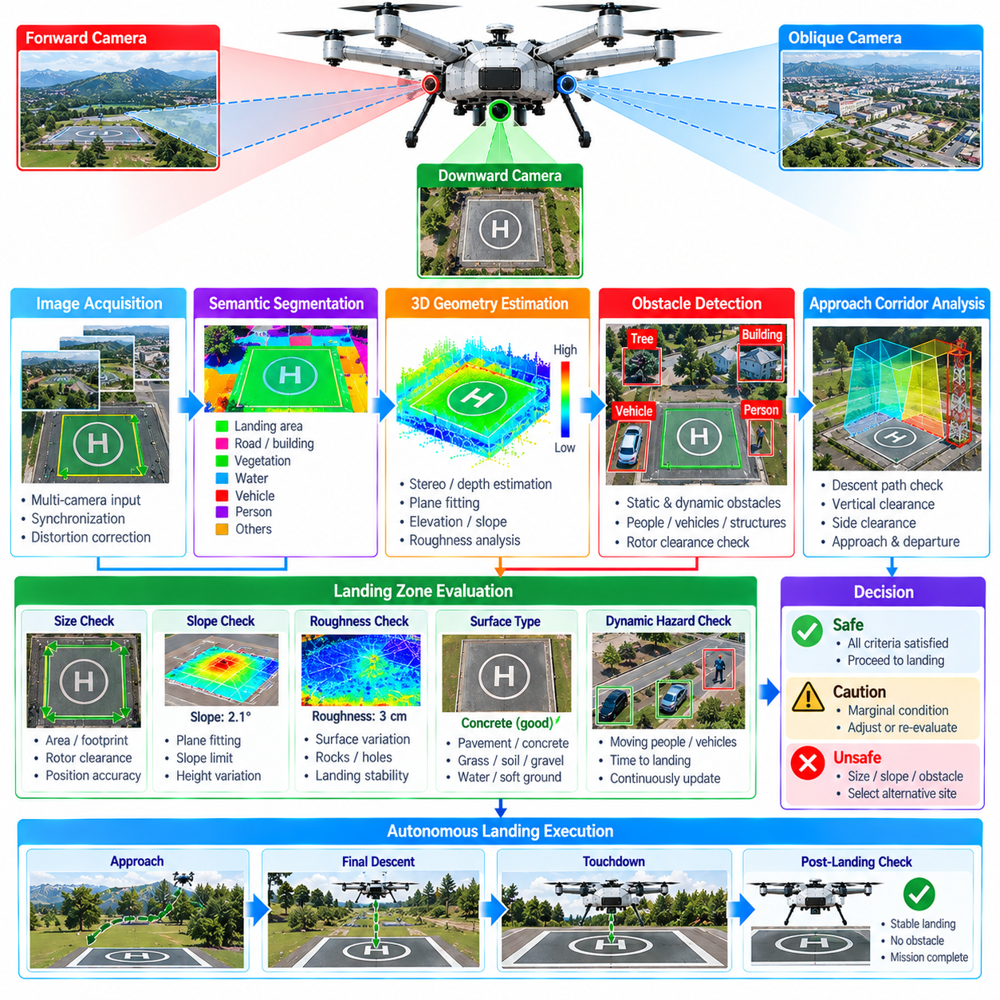 Forward Camera
Oblique Camera
Downward Camera
H
Image Acquisition
H
• Multi-camera input
• Synchronization
• Distortion correction
Semantic Segmentation
H
Landing area
Road / building
Vegetation
Water
Vehicle
Person
Others
3D Geometry Estimation
H
High
Low
• Stereo / depth estimation
• Plane fitting
• Elevation / slope
• Roughness analysis
Obstacle Detection
Tree
Building
Vehicle
Person
H
• Static & dynamic obstacles
• People / vehicles / structures
• Rotor clearance check
Approach Corridor Analysis
H
• Descent path check
• Vertical clearance
• Side clearance
• Approach & departure
Landing Zone Evaluation
Size Check
H
• Area / footprint
• Rotor clearance
• Position accuracy
Slope Check
Slope: 2.1°
• Plane fitting
• Slope limit
• Height variation
Roughness Check
Roughness: 3 cm
• Surface variation
• Rocks / holes
• Landing stability
Surface Type
H
Concrete (good)
• Pavement / concrete
• Grass / soil / gravel
• Water / soft ground
Dynamic Hazard Check
• Moving people / vehicles
• Time to landing
• Continuously update
Decision
Safe
• All criteria satisfied
• Proceed to landing
Caution
• Marginal condition
• Adjust or re-evaluate
Unsafe
• Size / slope / obstacle
• Select alternative site
Autonomous Landing Execution
Approach
H
Final Descent
H
Touchdown
H
Post-Landing Check
H
• Stable landing
• No obstacle
• Mission complete